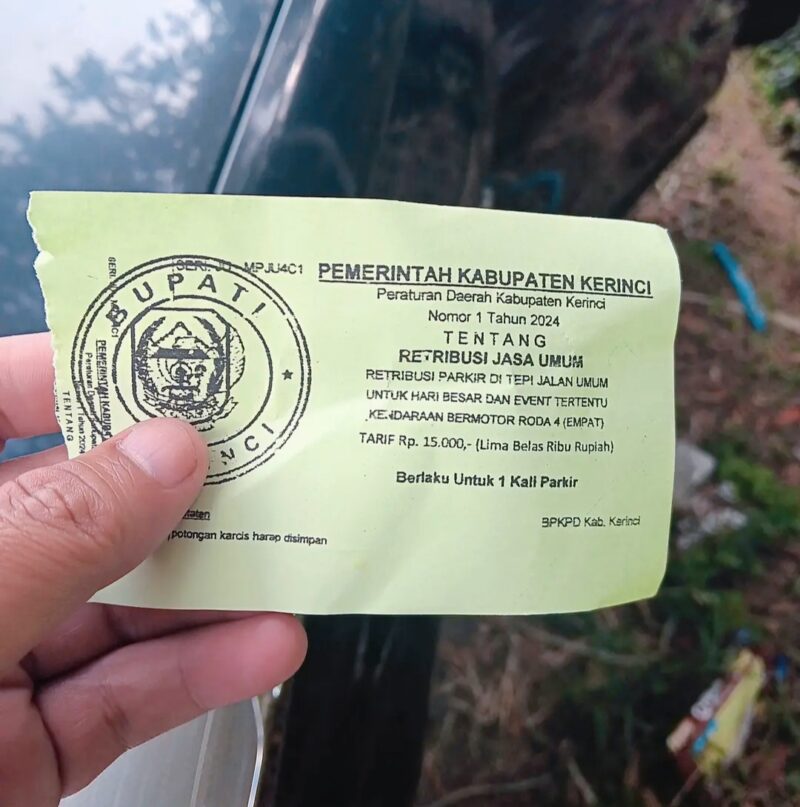 MPJU4C1
PEMERINTAH KABUPATEN KERINCI
Peraturan Daerah Kabupaten Kerinci
Nomor 1 Tahun 2024
TENTANG
RETRIBUSI JASA UMUM
RETRIBUSI PARKIR DI TEPI JALAN UMUM
UNTUK HARI BESAR DAN EVENT TERTENTU
KENDARAAN BERMOTOR RODA 4 (EMPAT)
TARIF Rp. 15.000,- (Lima Belas Ribu Rupiah)
Berlaku Untuk 1 Kali Parkir
BPKPD Kab. Kerinci
BUPATI
potongan karcis harap disimpan
TENTANG